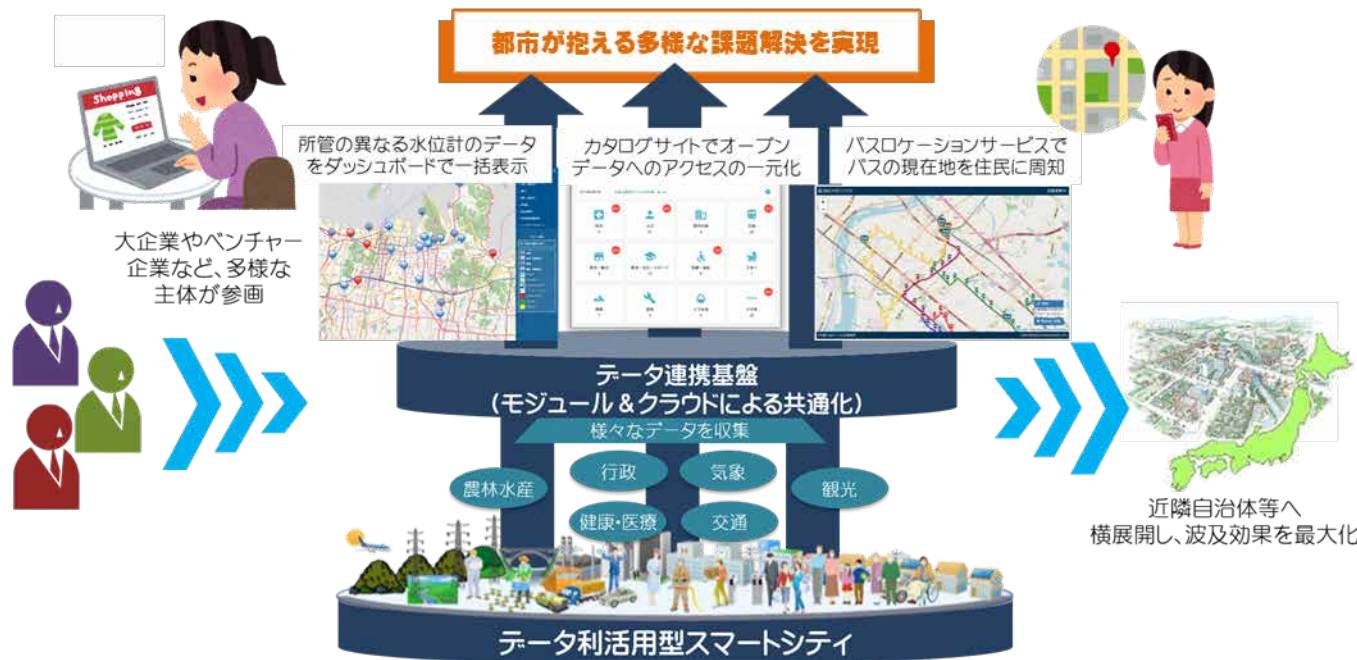 都市が抱える多様な課題解決を実現
Shopping
所管の異なる水位計のデータ
をダッシュボードで一括表示
カタログサイトでオープン
データへのアクセスの一元化
バスロケーションサービスで
バスの現在地を住民に周知
大企業やベンチャー
企業など、多様な
主体が参画
データ連携基盤
(モジュール&クラウドによる共通化)
様々なデータを収集
農林水産
行政
気象
観光
健康・医療
交通
近隣自治体等へ
横展開し、波及効果を最大化
データ利活用型スマートシティ